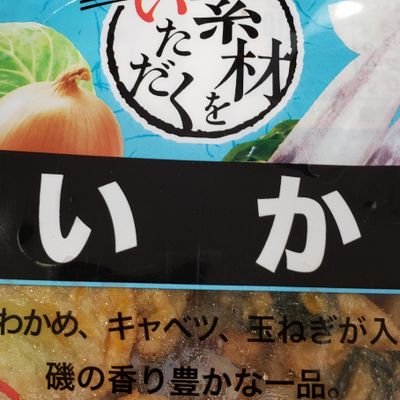 素材を
いただく
いか
わかめ、キャベツ、玉ねぎが入
磯の香り豊かな一品。